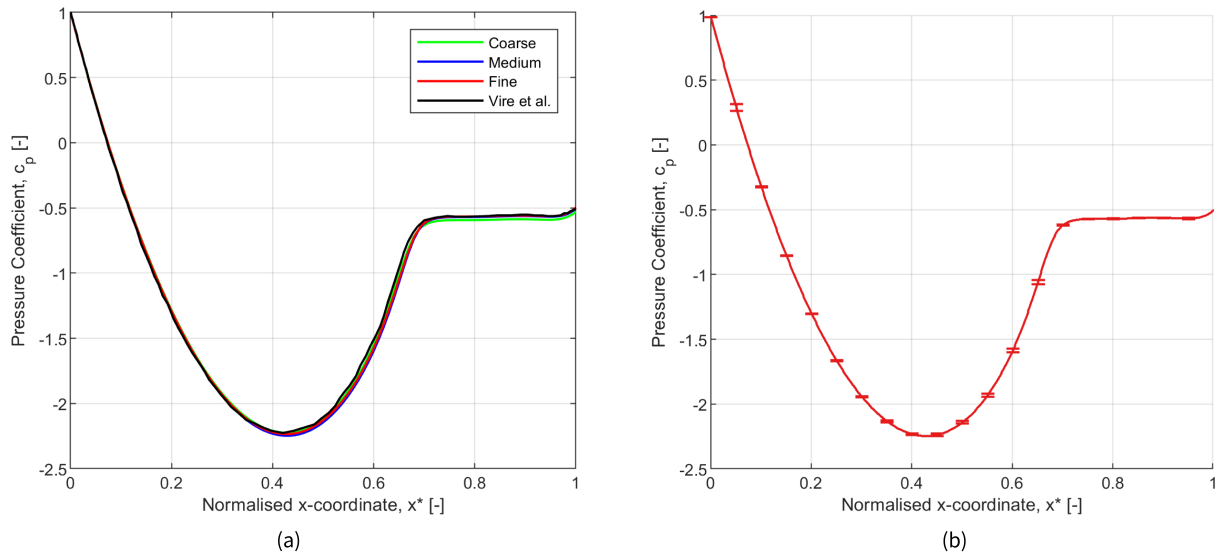 1
0.5
0
-0.5
-1
-1.5
-2
-2.5
0
0.2
0.4
0.6
0.8
1
Pressure Coefficient, c_p [-]
Normalised x-coordinate, x* [-]
Coarse
Medium
Fine
Vire et al.
(a)
1
0.5
0
-0.5
-1
-1.5
-2
-2.5
0
0.2
0.4
0.6
0.8
1
Pressure Coefficient, c_p [-]
Normalised x-coordinate, x* [-]
(b)